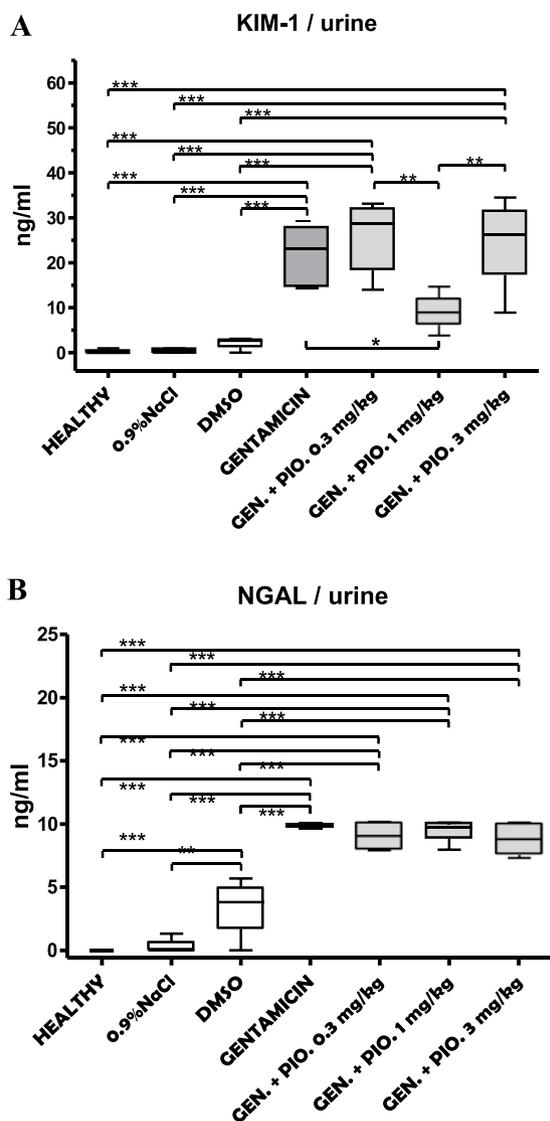 A
KIM-1 / urine
60
50
40
30
20
10
0
ng/ml
***
***
***
***
***
***
**
**
***
***
***
*
HEALTHY
0.9%NaCl
DMSO
GENTAMICIN
GEN. + PIO. 0.3 mg/kg
GEN. + PIO. 1 mg/kg
GEN. + PIO. 3 mg/kg
B
NGAL / urine
25
20
15
10
5
0
ng/ml
***
***
***
***
***
***
***
***
***
***
***
***
***
**
HEALTHY
0.9%NaCl
DMSO
GENTAMICIN
GEN. + PIO. 0.3 mg/kg
GEN. + PIO. 1 mg/kg
GEN. + PIO. 3 mg/kg